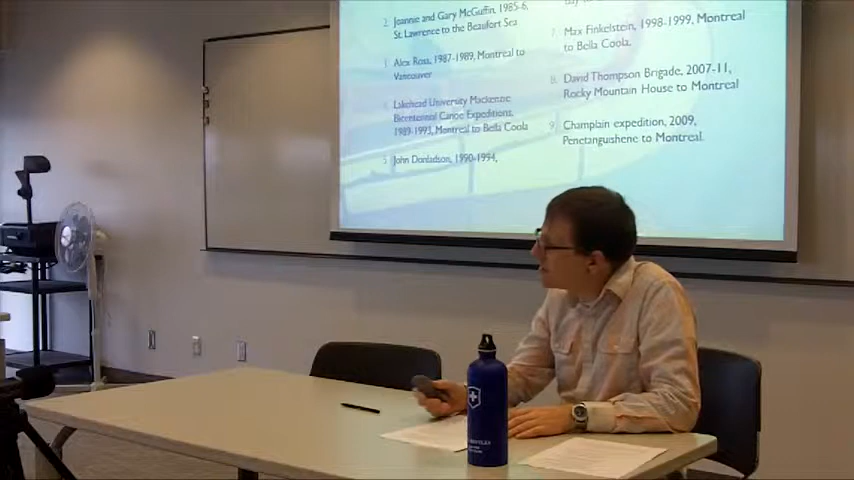 2. Joannie and Gary McGuffin, 1985-6,
St. Lawrence to the Beaufort Sea
Alex Ross, 1987-1989, Montreal to
Vancouver
Lakehead University Mackenzie
Bicentennial Canoe Expeditions,
1989-1993, Montreal to Bella Coola
5. John Donladson, 1990-1994,
7. Max Finkelstein, 1998-1999, Montreal
to Bella Coola,
8. David Thompson Brigade, 2007-11,
Rocky Mountain House to Montreal
9. Champlain expedition, 2009,
Penetanguishene to Montreal.